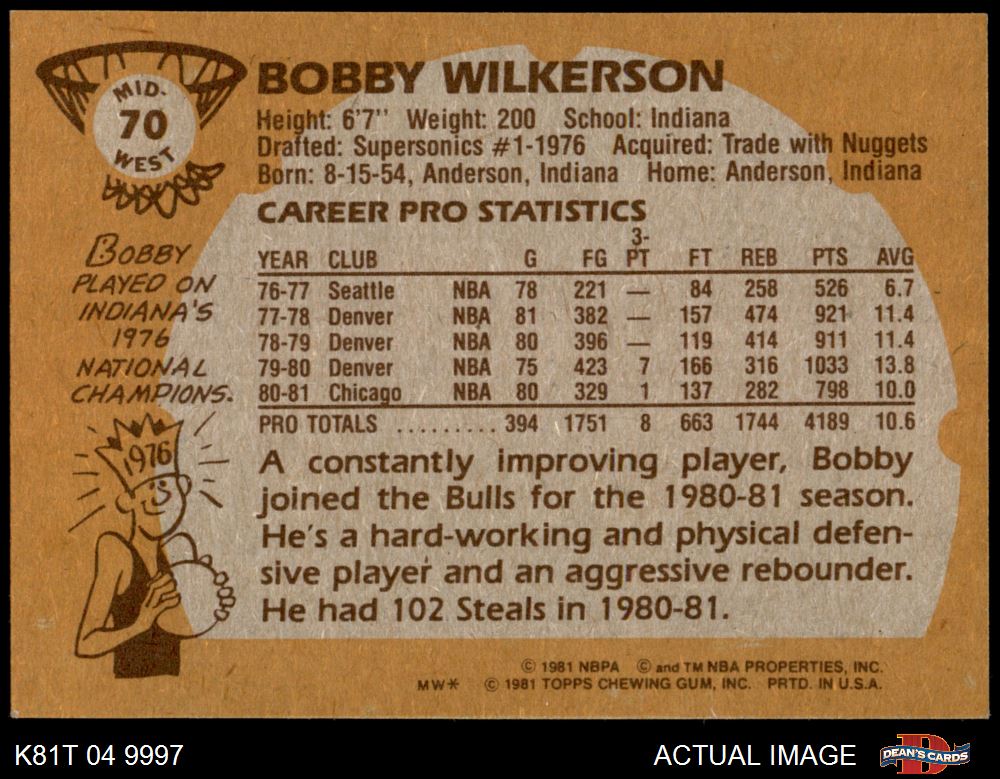 MID-
70
WEST
BOBBY WILKERSON
Height: 6'7" Weight: 200 School: Indiana
Drafted: Supersonics #1-1976 Acquired: Trade with Nuggets
Born: 8-15-54, Anderson, Indiana Home: Anderson, Indiana
BOBBY
PLAYED ON
INDIANA'S
1976
NATIONAL
CHAMPIONS.
1976
CAREER PRO STATISTICS
YEAR CLUB G FG 3-PT FT REB PTS AVG
76-77 Seattle NBA 78 221 — 84 258 526 6.7
77-78 Denver NBA 81 382 — 157 474 921 11.4
78-79 Denver NBA 80 396 — 119 414 911 11.4
79-80 Denver NBA 75 423 7 166 316 1033 13.8
80-81 Chicago NBA 80 329 1 137 282 798 10.0
PRO TOTALS ......... 394 1751 8 663 1744 4189 10.6
A constantly improving player, Bobby
joined the Bulls for the 1980-81 season.
He's a hard-working and physical defen-
sive player and an aggressive rebounder.
He had 102 Steals in 1980-81.
© 1981 NBPA © and TM NBA PROPERTIES, INC.
MW* © 1981 TOPPS CHEWING GUM, INC. PRTD. IN U.S.A.
K81T 04 9997
ACTUAL IMAGE
DEAN'S CARDS